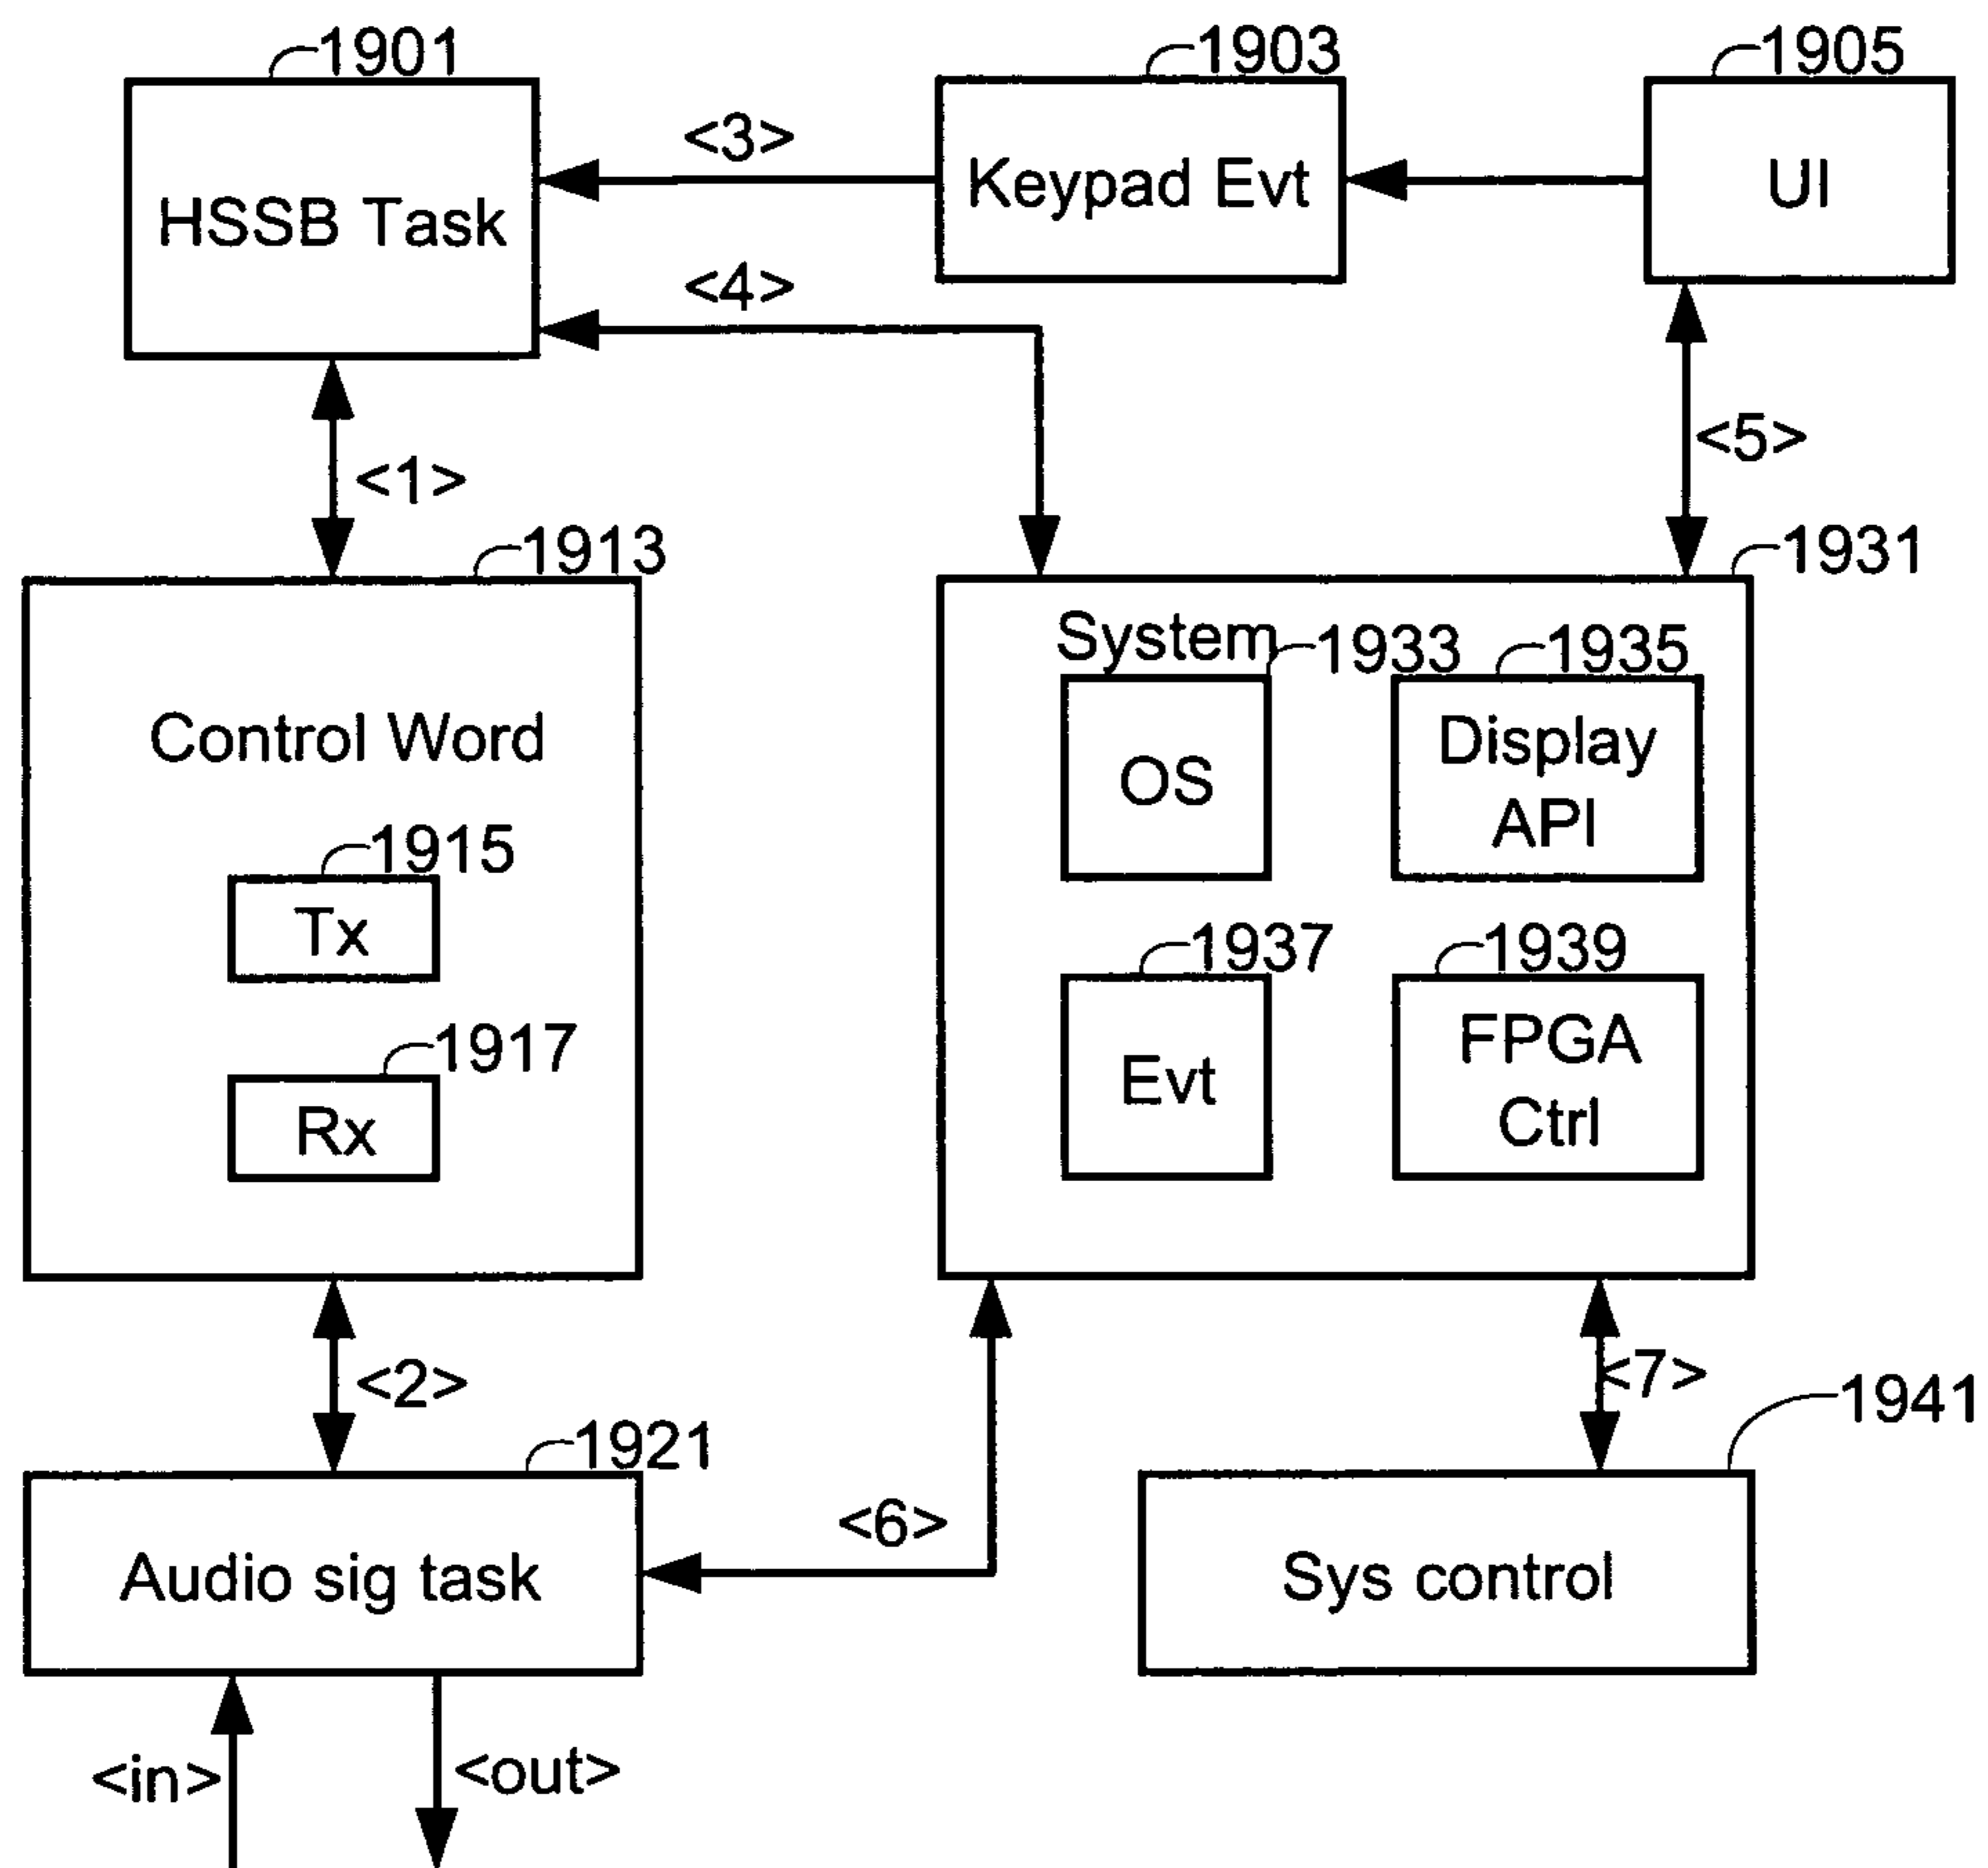 1901
1903
1905
HSSB Task
<3>
Keypad Evt
UI
<4>
<1>
<5>
1913
1931
Control Word
1915
Tx
1917
Rx
System
1933
1935
OS
Display
API
1937
1939
Evt
FPGA
Ctrl
<2>
<7>
1921
1941
Audio sig task
<6>
Sys control
<in>
<out>